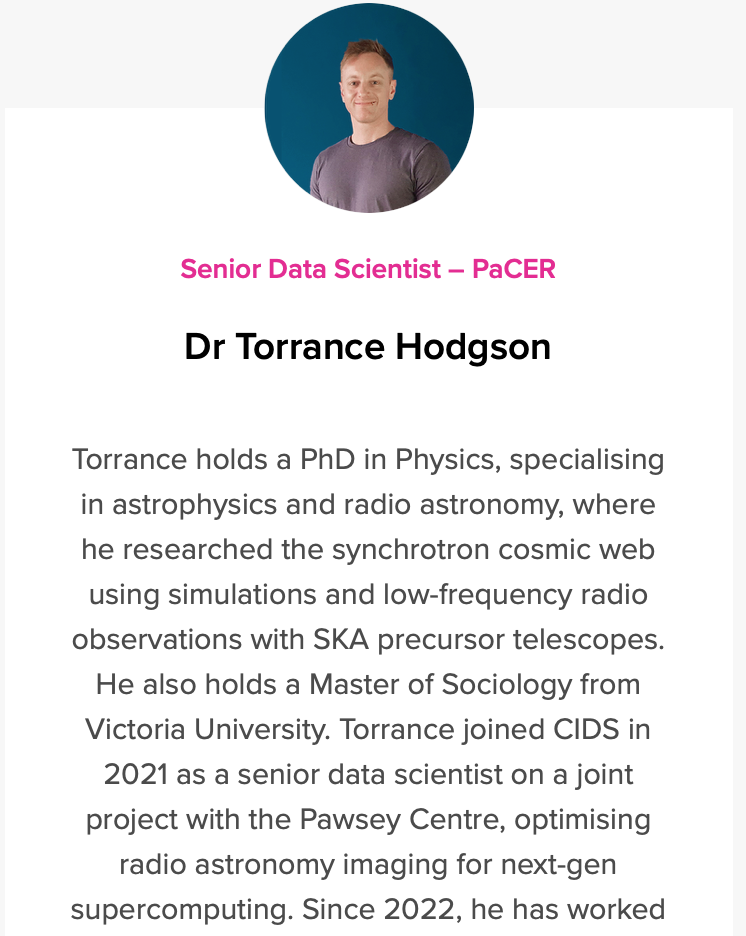 Senior Data Scientist – PaCER
Dr Torrance Hodgson
Torrance holds a PhD in Physics, specialising
in astrophysics and radio astronomy, where
he researched the synchrotron cosmic web
using simulations and low-frequency radio
observations with SKA precursor telescopes.
He also holds a Master of Sociology from
Victoria University. Torrance joined CIDS in
2021 as a senior data scientist on a joint
project with the Pawsey Centre, optimising
radio astronomy imaging for next-gen
supercomputing. Since 2022, he has worked